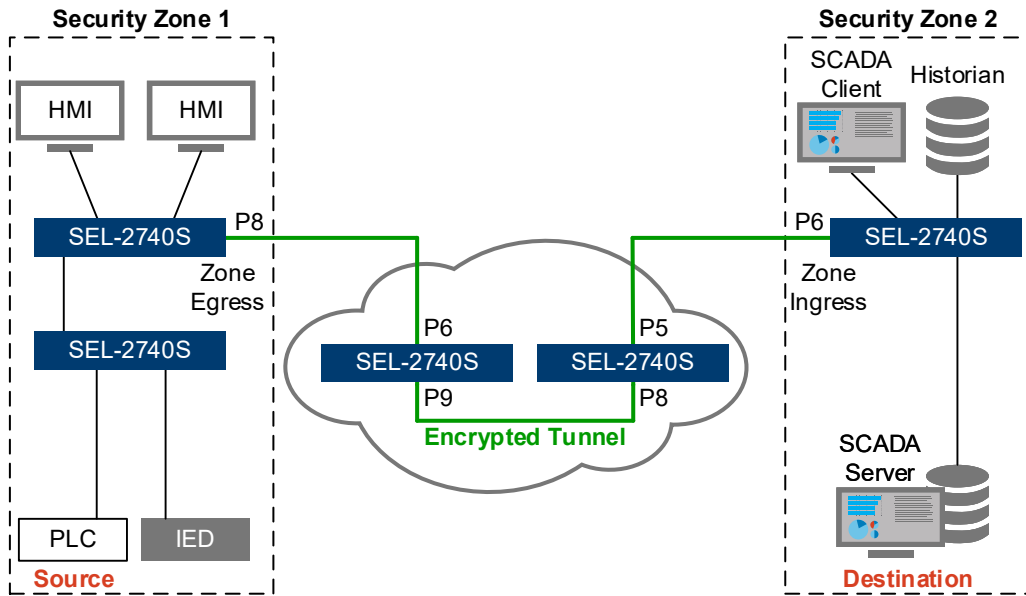 Security Zone 1
Security Zone 2
SCADA
Client
Historian
HMI
HMI
SEL-2740S
P8
P6
SEL-2740S
Zone
Egress
Zone
Ingress
SEL-2740S
P6
P5
SEL-2740S
SEL-2740S
P9
P8
Encrypted Tunnel
SCADA
Server
PLC
IED
Source
Destination